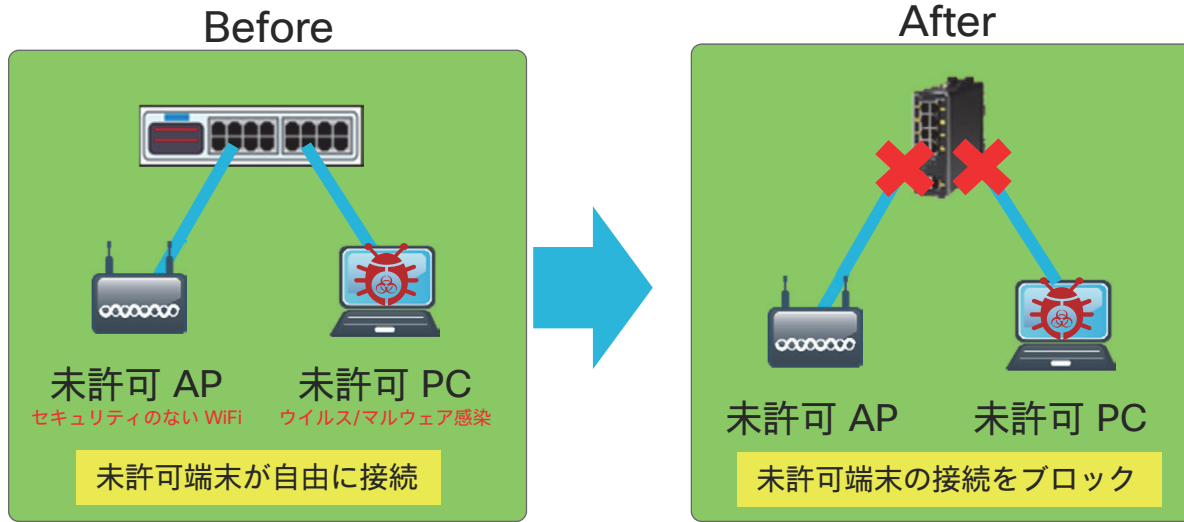 Before
未許可 AP
セキュリティのない WiFi
未許可 PC
ウイルス/マルウェア感染
未許可端末が自由に接続
After
未許可 AP
未許可 PC
未許可端末の接続をブロック